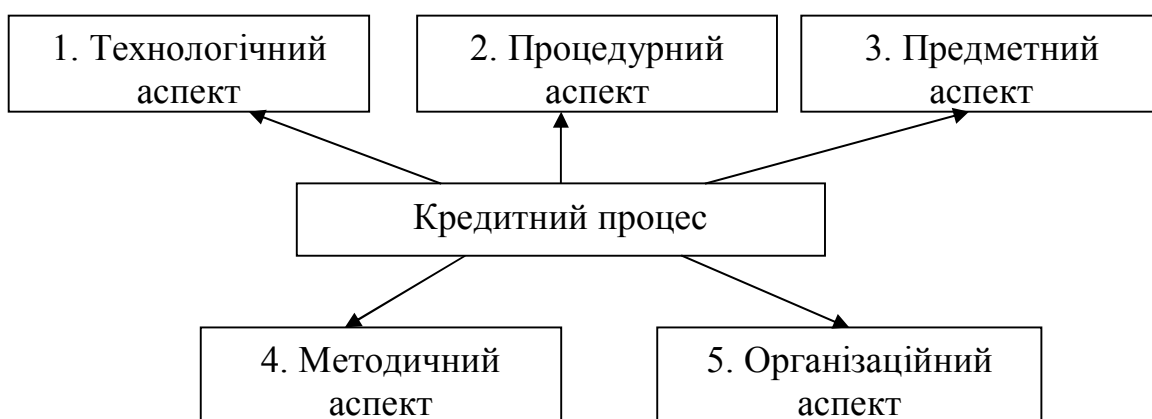 1. Технологічний
аспект
2. Процедурний
аспект
3. Предметний
аспект
Кредитний процес
4. Методичний
аспект
5. Організаційний
аспект